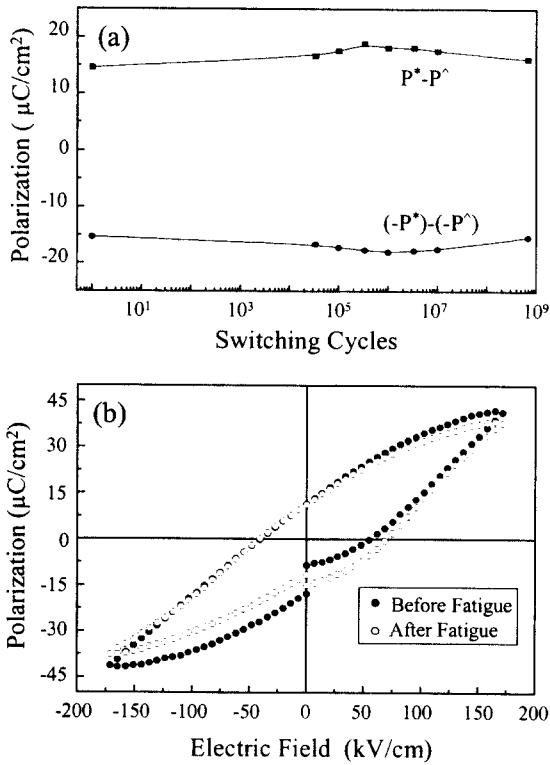 (a)
20
10
0
-10
-20
Polarization ( μC/cm²)
P*-P^
(-P*)-(-P^)
10¹ 10³ 10⁵ 10⁷ 10⁹
Switching Cycles
(b)
45
30
15
0
-15
-30
-45
Polarization (μC/cm²)
Before Fatigue
After Fatigue
-200 -150 -100 -50 0 50 100 150 200
Electric Field (kV/cm)